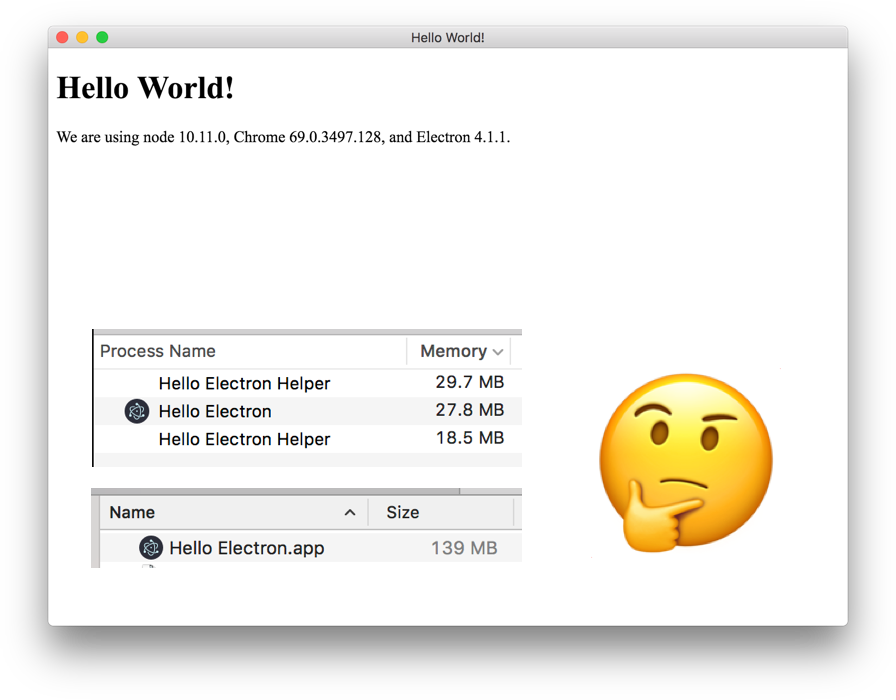 Hello World!
Hello World!
We are using node 10.11.0, Chrome 69.0.3497.128, and Electron 4.1.1.
Process Name Memory
Hello Electron Helper 29.7 MB
Hello Electron 27.8 MB
Hello Electron Helper 18.5 MB
Name Size
Hello Electron.app 139 MB